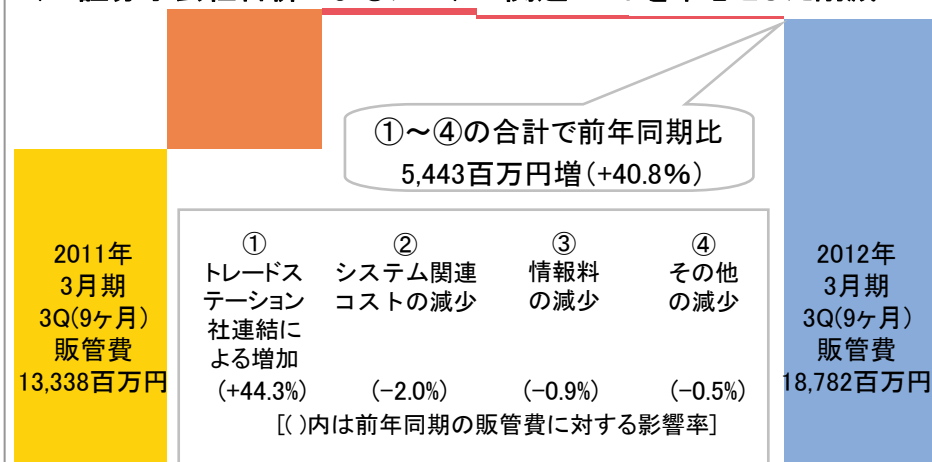 ①～④の合計で前年同期比
5,443百万円増(+40.8%)
2011年
3月期
3Q(9ヶ月)
販管費
13,338百万円
①
トレードス
テーション
社連結に
よる増加
(+44.3%)
②
システム関連
コストの減少
(−2.0%)
③
情報料
の減少
(−0.9%)
④
その他
の減少
(−0.5%)
[( )内は前年同期の販管費に対する影響率]
2012年
3月期
3Q(9ヶ月)
販管費
18,782百万円